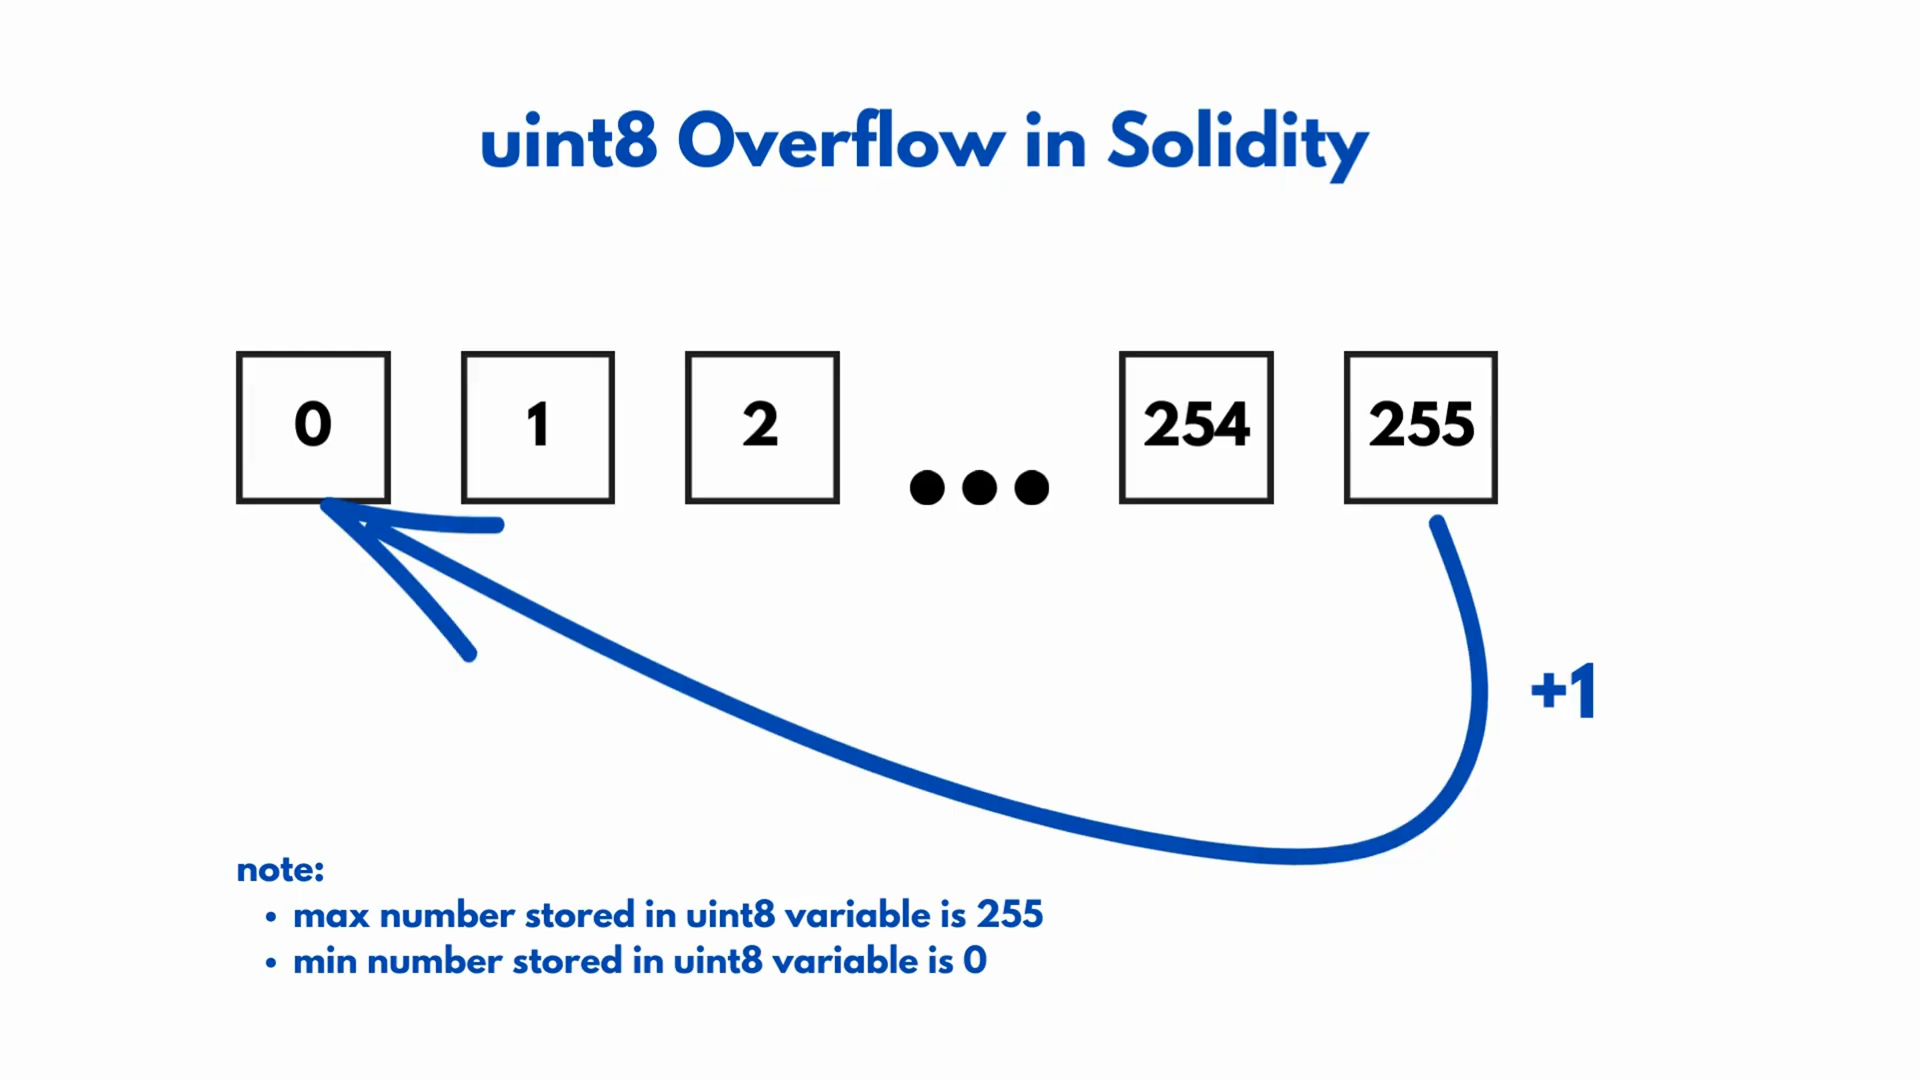 uint8 Overflow in Solidity
0 1 2 ... 254 255
+1
note:
• max number stored in uint8 variable is 255
• min number stored in uint8 variable is 0